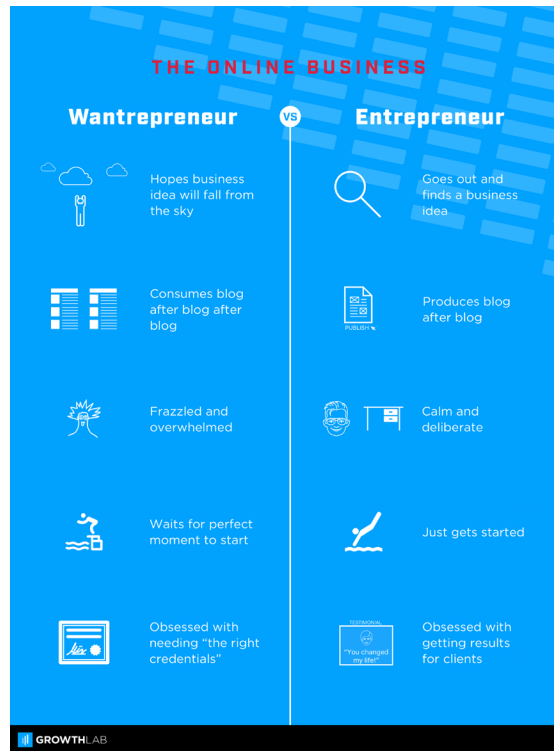 THE ONLINE BUSINESS
Wantrepreneur
VS
Entrepreneur
Hopes business
idea will fall from
the sky
Goes out and
finds a business
idea
Consumes blog
after blog after
blog
PUBLISH
Produces blog
after blog
Frazzled and
overwhelmed
Calm and
deliberate
Waits for perfect
moment to start
Just gets started
Obsessed with
needing “the right
credentials”
TESTIMONIAL
"You changed
my life!"
Obsessed with
getting results
for clients
GROWTHLAB